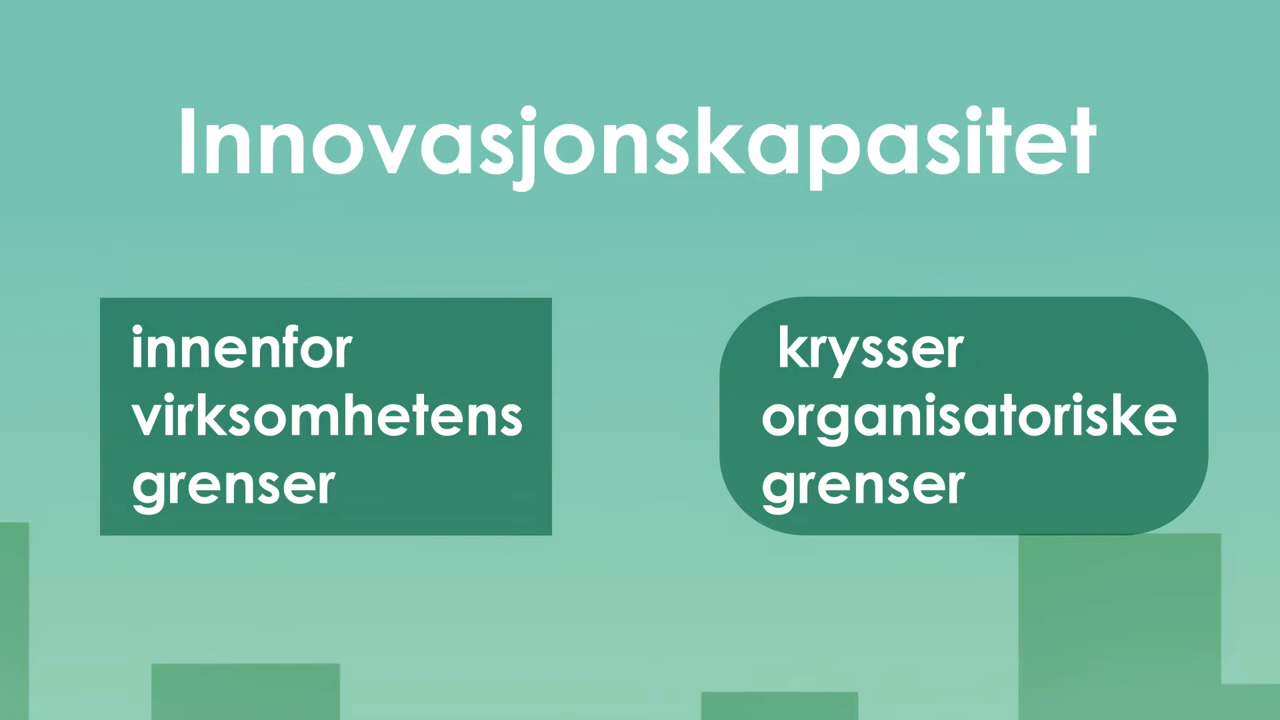 Innovasjonskapasitet
innenfor
virksomhetens
grenser
krysser
organisatoriske
grenser